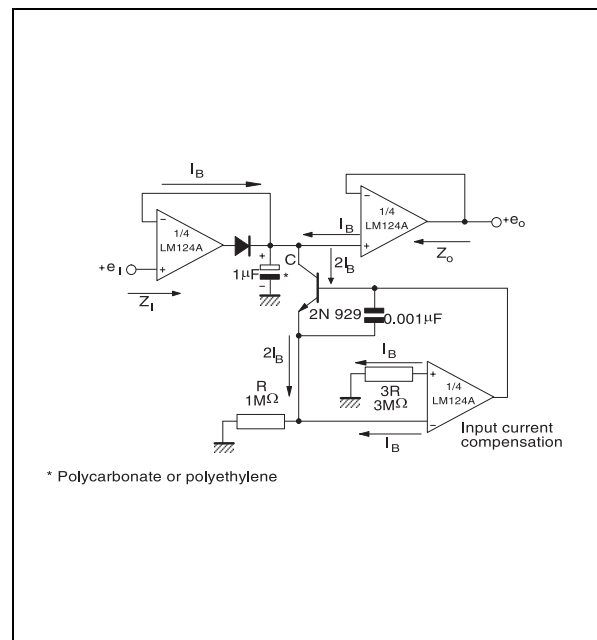 I_B
1/4
LM124A
+e_I
Z_I
+
-
1µF
*
C
I_B
2I_B
1/4
LM124A
+e_o
Z_o
2N 929
0.001µF
2I_B
R
1MΩ
I_B
3R
3MΩ
1/4
LM124A
I_B
Input current
compensation
* Polycarbonate or polyethylene